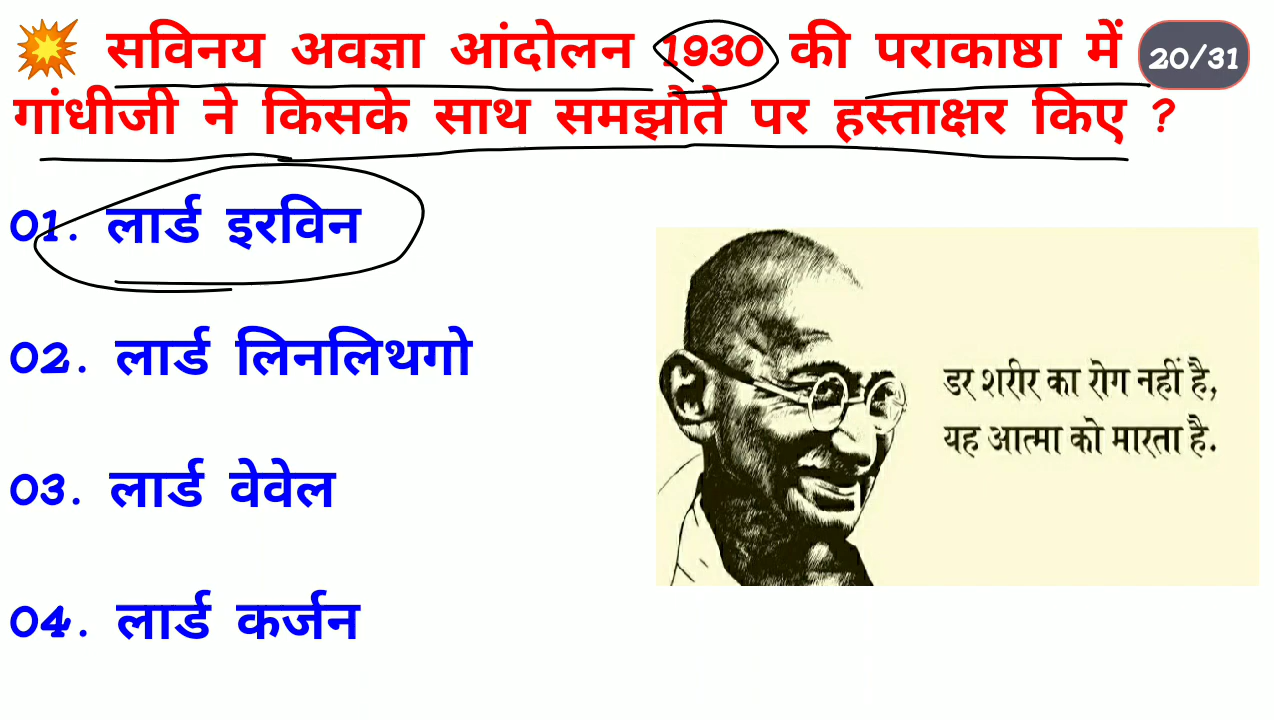 सविनय अवज्ञा आंदोलन 1930 की पराकाष्ठा में
20/31
गांधीजी ने किसके साथ समझौते पर हस्ताक्षर किए ?
01. लार्ड इरविन
02. लार्ड लिनलिथगो
03. लार्ड वेवेल
04. लार्ड कर्जन
डर शरीर का रोग नहीं है,
यह आत्मा को मारता है.